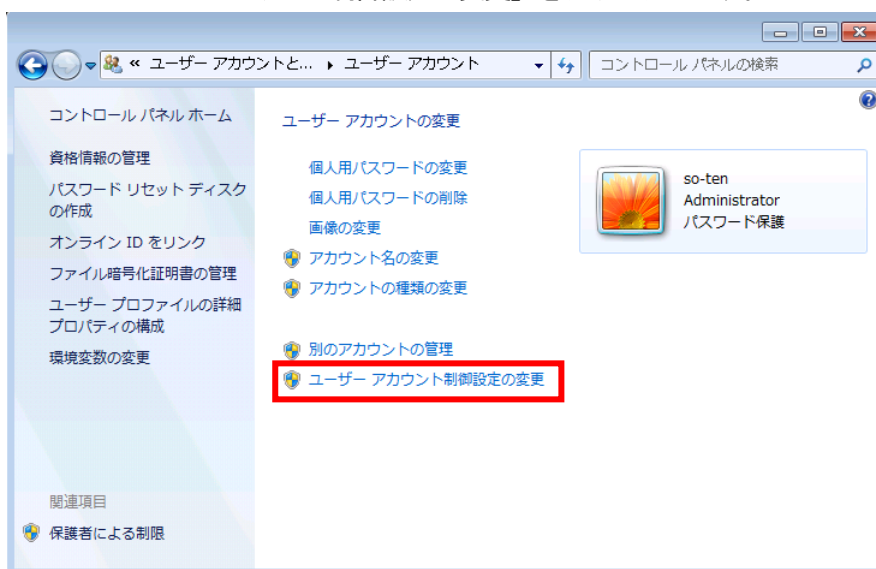 « ユーザー アカウントと... ▸ ユーザー アカウント
コントロール パネルの検索
コントロール パネル ホーム
資格情報の管理
パスワード リセット ディスク
の作成
オンライン ID をリンク
ファイル暗号化証明書の管理
ユーザー プロファイルの詳細
プロパティの構成
環境変数の変更
関連項目
保護者による制限
ユーザー アカウントの変更
個人用パスワードの変更
個人用パスワードの削除
画像の変更
アカウント名の変更
アカウントの種類の変更
別のアカウントの管理
ユーザー アカウント制御設定の変更
so-ten
Administrator
パスワード保護